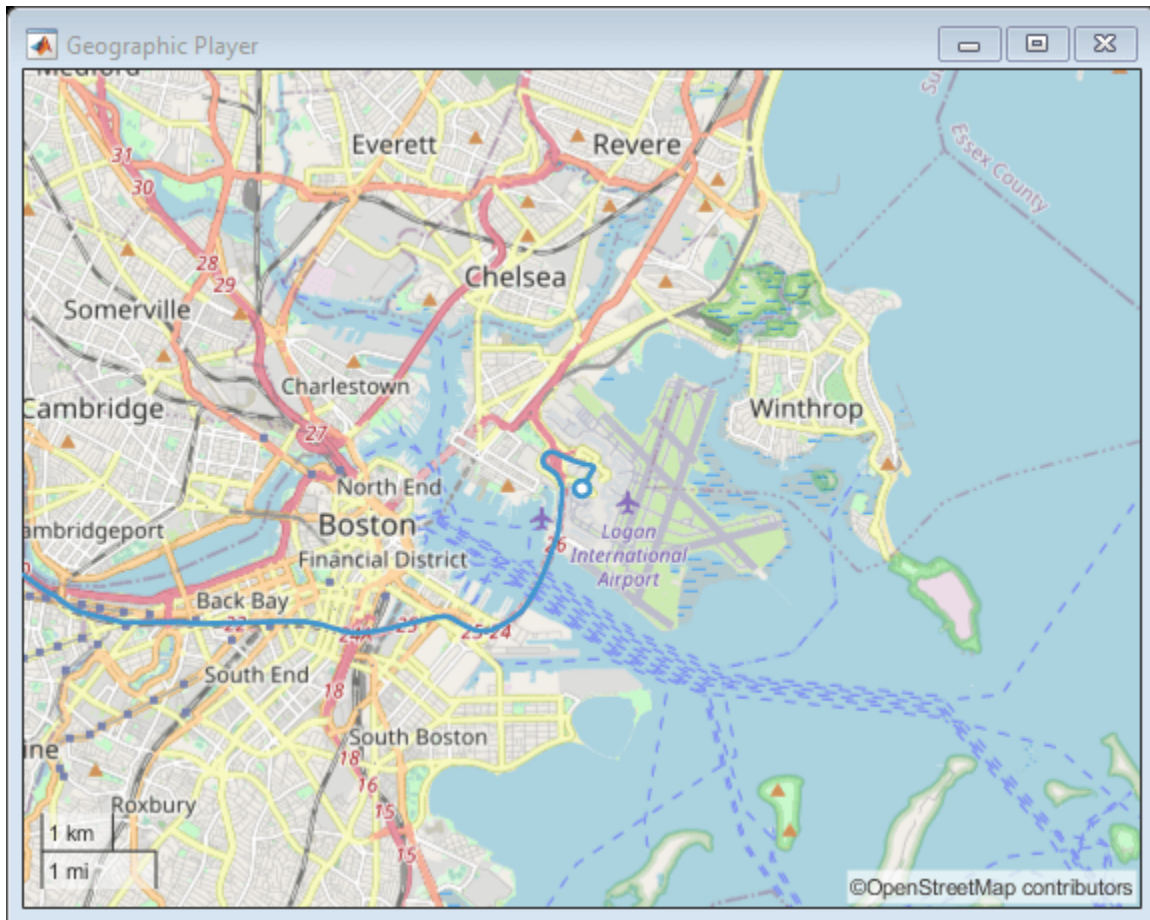 Geographic Player
Medford
Everett
Revere
Essex County
31
30
28
29
Chelsea
Somerville
Charlestown
Cambridge
Winthrop
27
North End
Boston
ambridgeport
Logan
International
Airport
26
Financial District
Back Bay
22
24A
25
25 24
South End
18
South Boston
18
ine
16
Roxbury
15
15
1 km
1 mi
©OpenStreetMap contributors